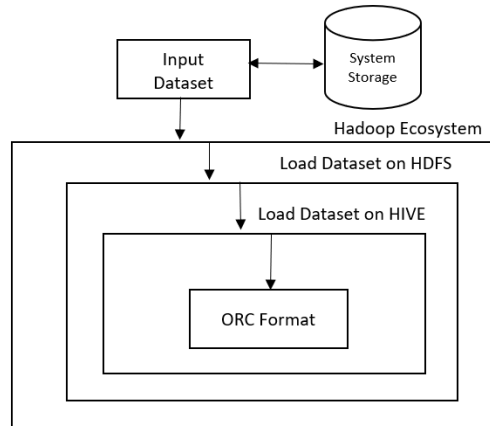 Input
Dataset
System
Storage
Hadoop Ecosystem
Load Dataset on HDFS
Load Dataset on HIVE
ORC Format